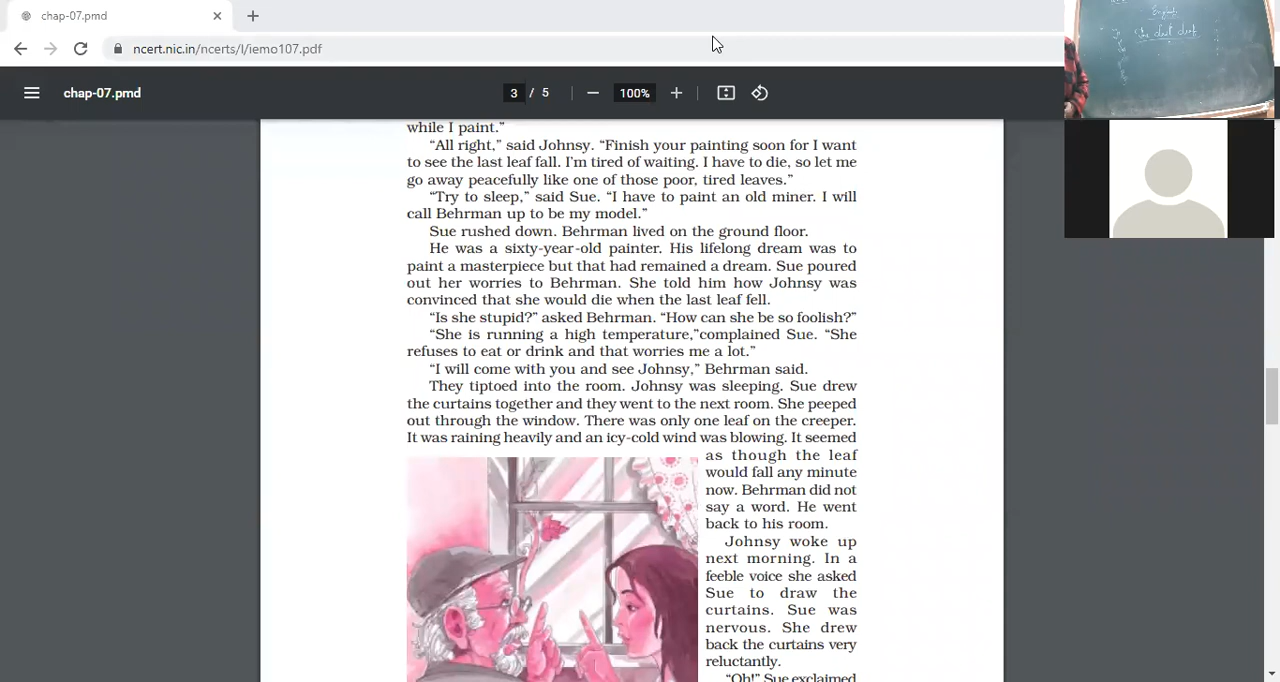 chap-07.pmd
ncert.nic.in/ncerts/l/iemo107.pdf
chap-07.pmd
3 / 5
100%
while I paint.”
“All right,” said Johnsy. “Finish your painting soon for I want
to see the last leaf fall. I'm tired of waiting. I have to die, so let me
go away peacefully like one of those poor, tired leaves.”
“Try to sleep,” said Sue. “I have to paint an old miner. I will
call Behrman up to be my model.”
Sue rushed down. Behrman lived on the ground floor.
He was a sixty-year-old painter. His lifelong dream was to
paint a masterpiece but that had remained a dream. Sue poured
out her worries to Behrman. She told him how Johnsy was
convinced that she would die when the last leaf fell.
“Is she stupid?” asked Behrman. “How can she be so foolish?”
“She is running a high temperature,”complained Sue. “She
refuses to eat or drink and that worries me a lot.”
“I will come with you and see Johnsy,” Behrman said.
They tiptoed into the room. Johnsy was sleeping. Sue drew
the curtains together and they went to the next room. She peeped
out through the window. There was only one leaf on the creeper.
It was raining heavily and an icy-cold wind was blowing. It seemed
as though the leaf
would fall any minute
now. Behrman did not
say a word. He went
back to his room.
Johnsy woke up
next morning. In a
feeble voice she asked
Sue to draw the
curtains. Sue was
nervous. She drew
back the curtains very
reluctantly.
“Oh!” Sue exclaimed
English